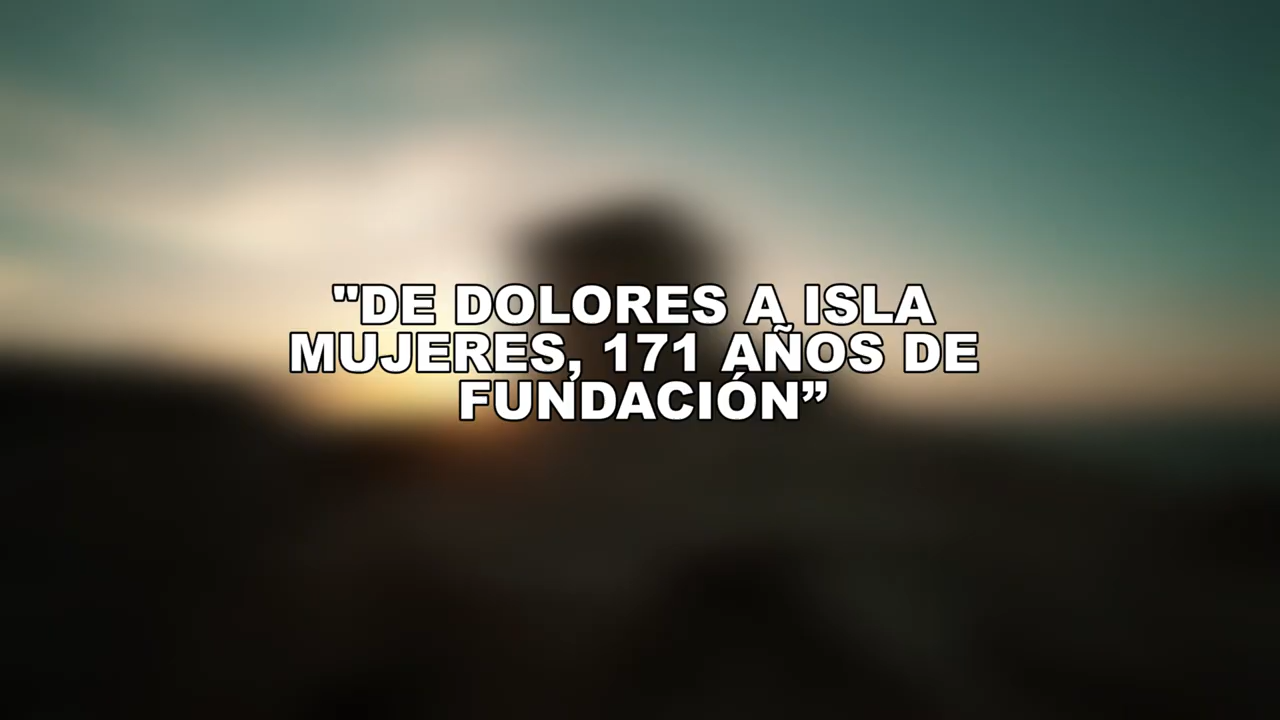 "DE DOLORES A ISLA
MUJERES, 171 AÑOS DE
FUNDACIÓN”